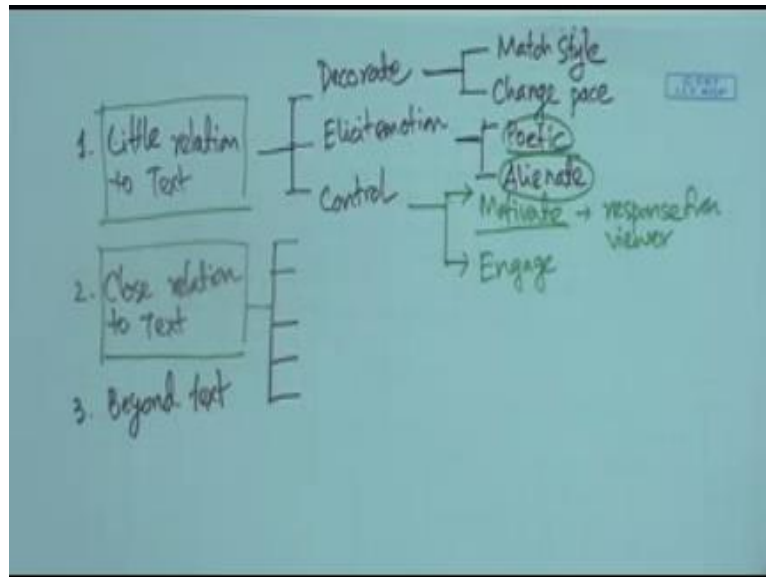 1. Little relation to Text
Decorate
Match style
Change pace
Elicit emotion
Poetic
Alienate
Control
Motivate → response from viewer
Engage
2. Close relation to Text
3. Beyond text